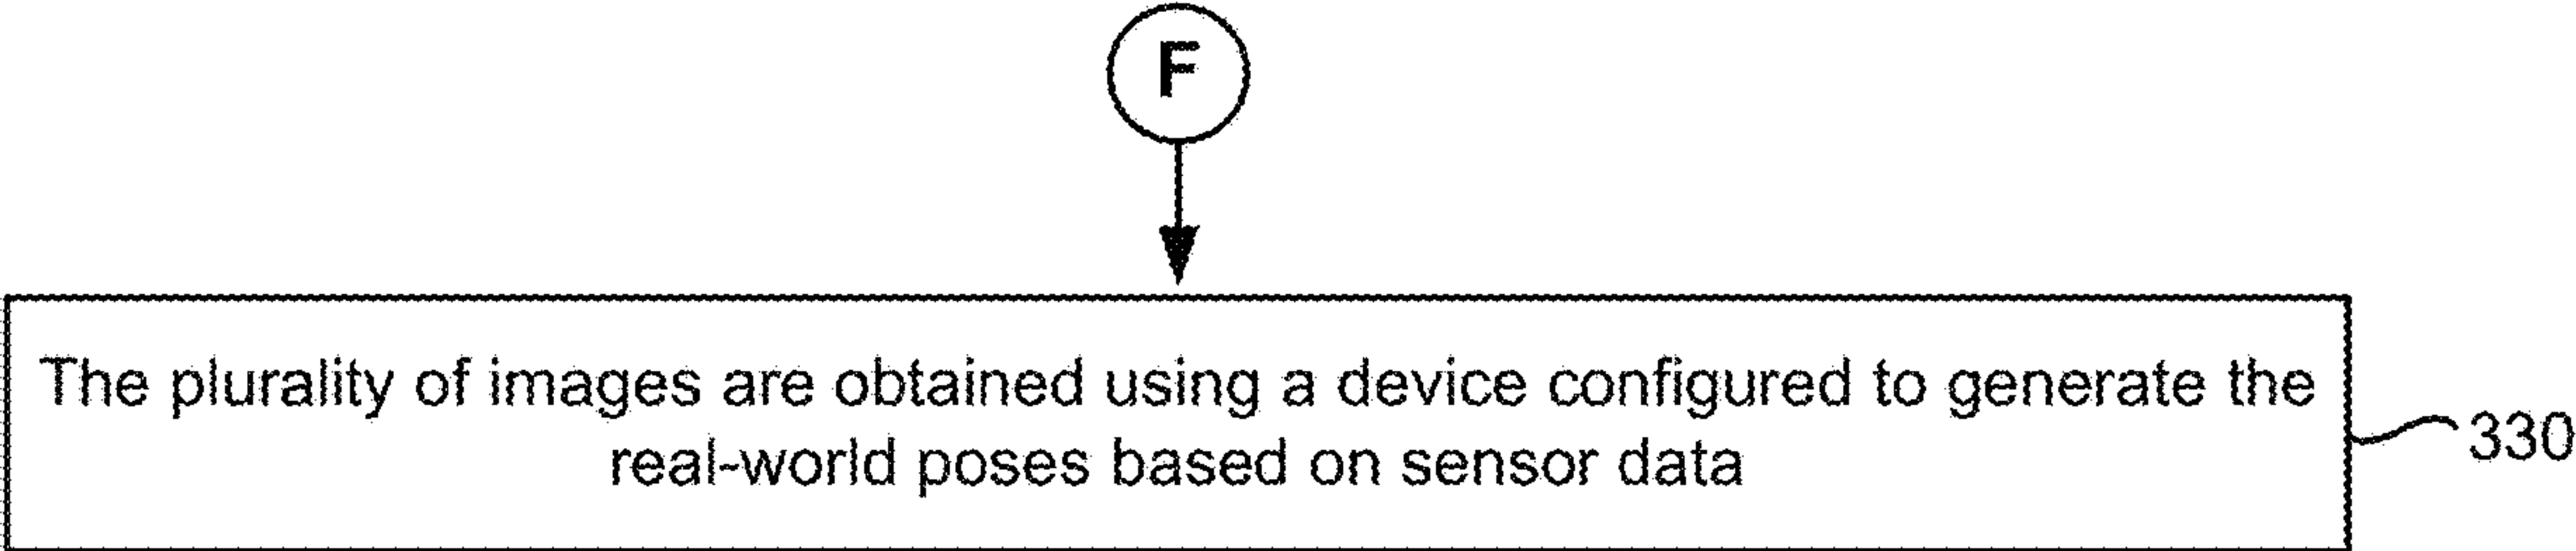 F
The plurality of images are obtained using a device configured to generate the
real-world poses based on sensor data
330